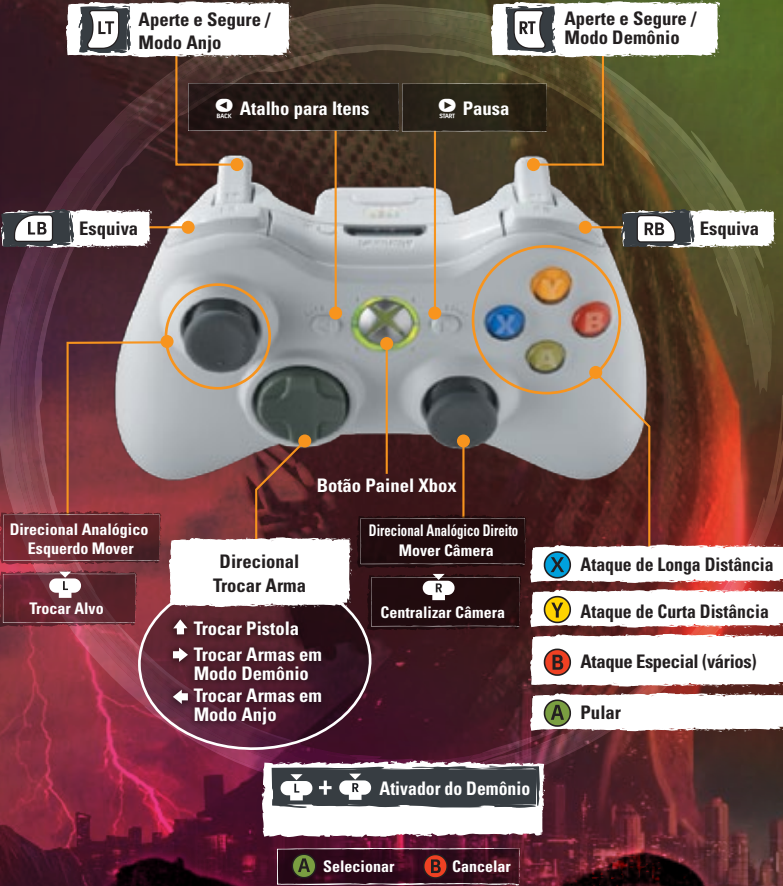 LT Aperte e Segure /
Modo Anjo
RT Aperte e Segure /
Modo Demônio
BACK Atalho para Itens
START Pausa
LB Esquiva
RB Esquiva
Y
X B
A
Botão Painel Xbox
Direcional Analógico
Esquerdo Mover
L
Trocar Alvo
Direcional
Trocar Arma
Trocar Pistola
Trocar Armas em
Modo Demônio
Trocar Armas em
Modo Anjo
Direcional Analógico Direito
Mover Câmera
R
Centralizar Câmera
X Ataque de Longa Distância
Y Ataque de Curta Distância
B Ataque Especial (vários)
A Pular
L + R Ativador do Demônio
A Selecionar B Cancelar